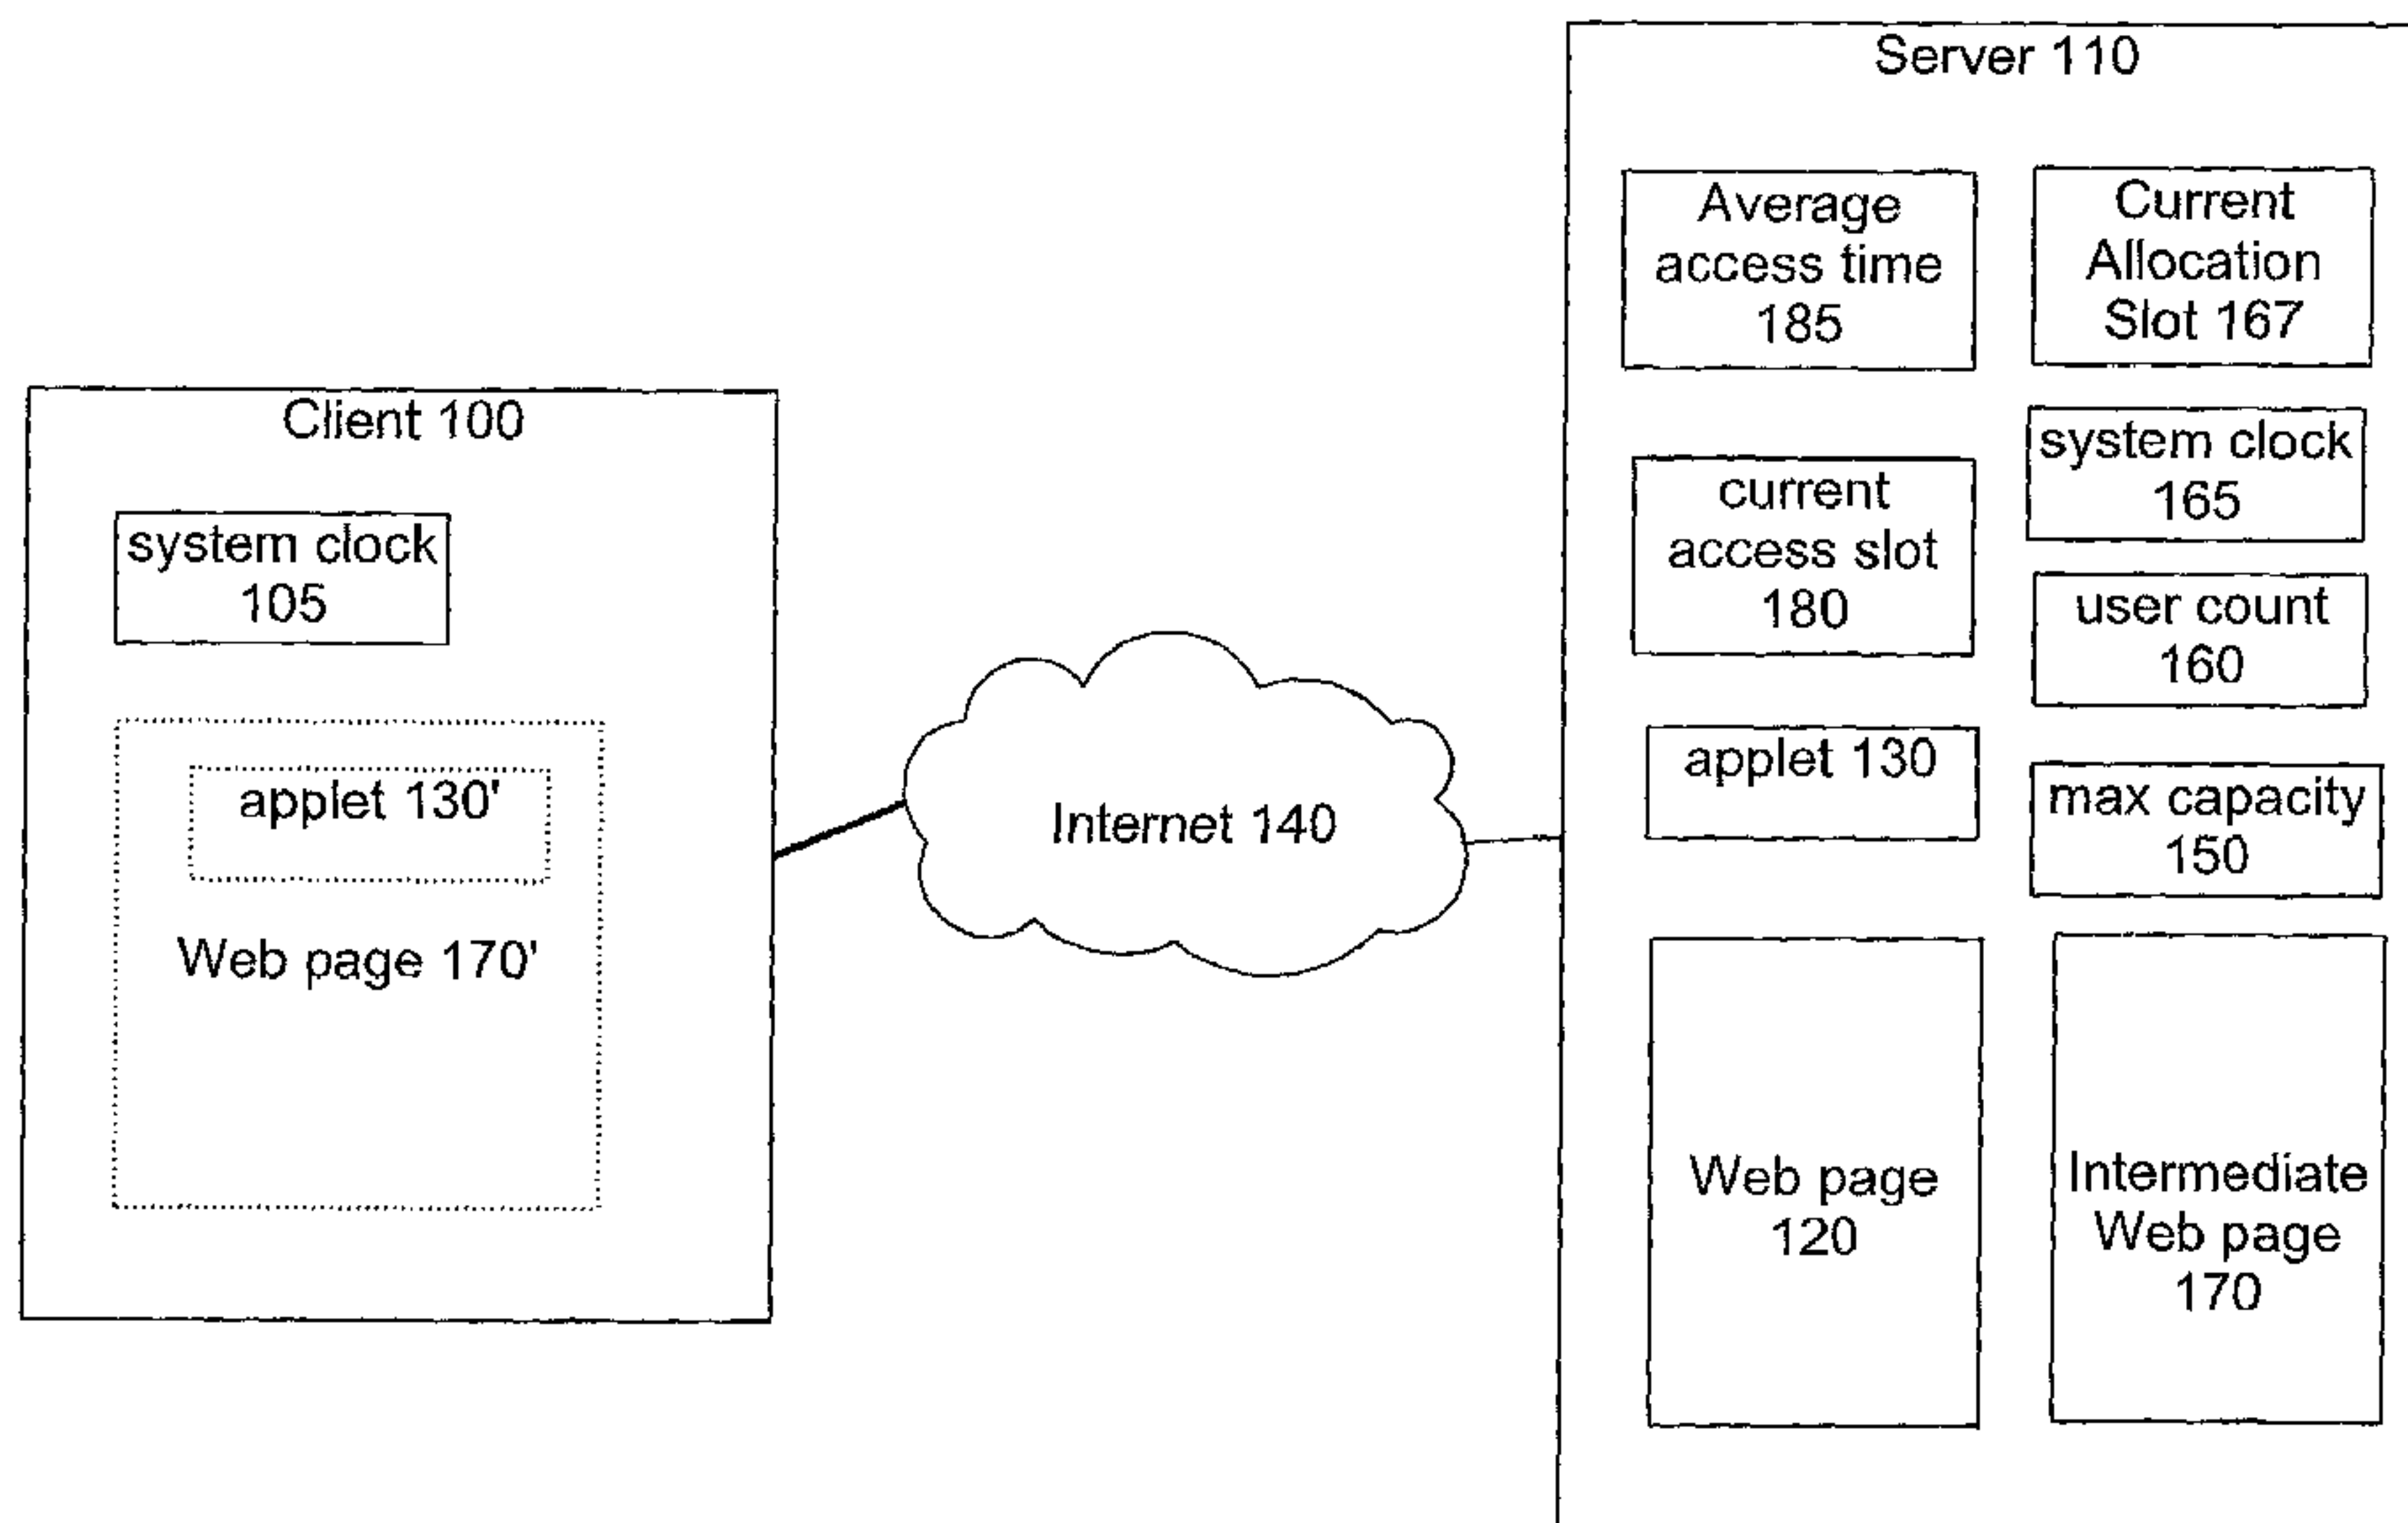 Client 100
system clock
105
applet 130'
Web page 170'
Internet 140
Server 110
Average
access time
185
Current
Allocation
Slot 167
current
access slot
180
system clock
165
user count
160
applet 130
max capacity
150
Web page
120
Intermediate
Web page
170